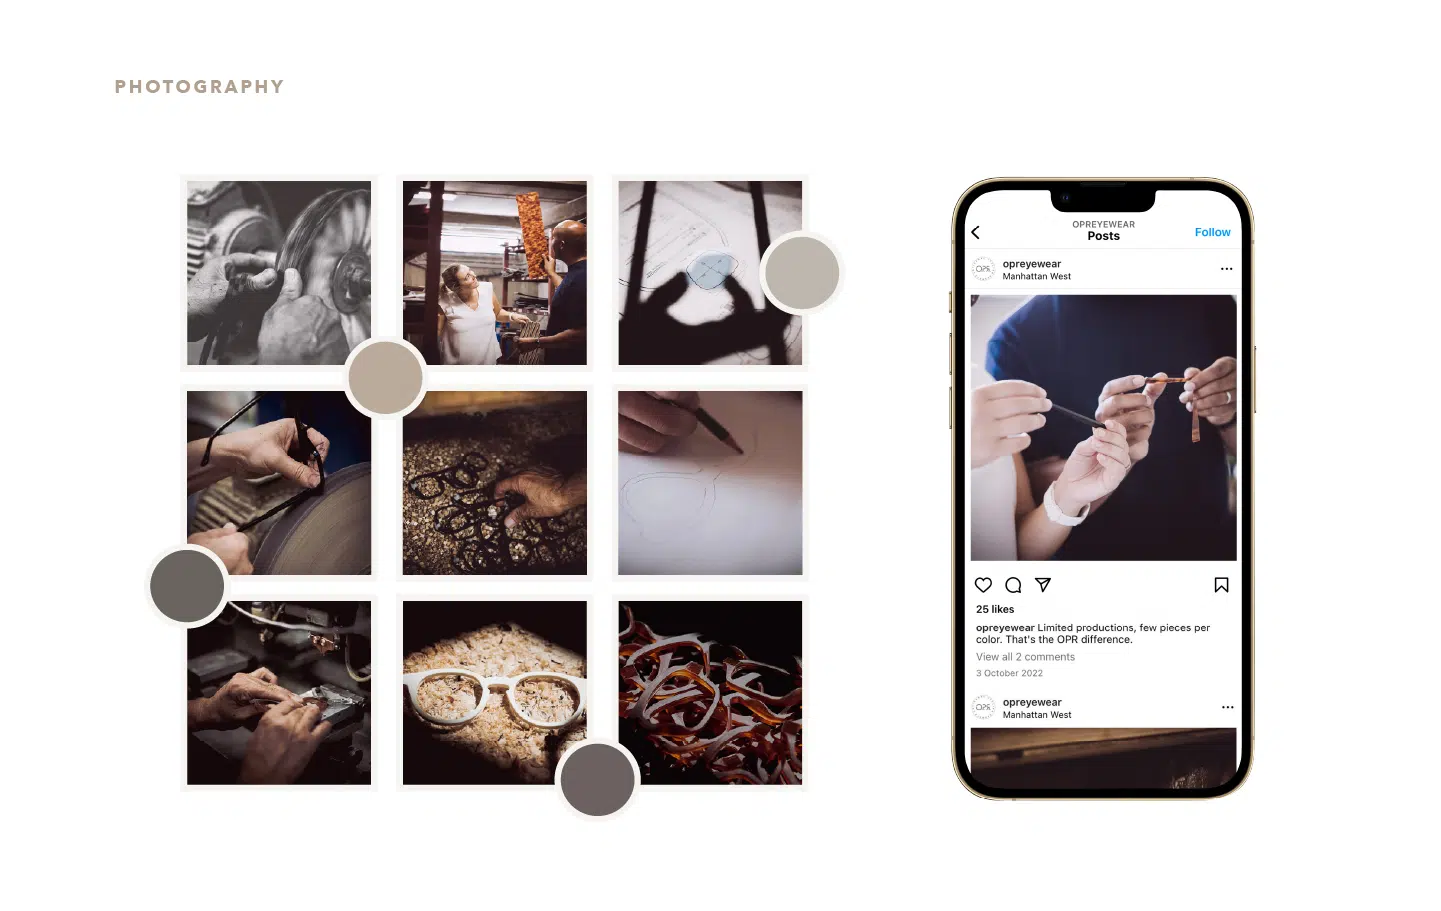 PHOTOGRAPHY
OPREYEWEAR
Posts
Follow
OPR
opreyewear
Manhattan West
25 likes
opreyewear Limited productions, few pieces per
color. That's the OPR difference.
View all 2 comments
3 October 2022
OPR
opreyewear
Manhattan West